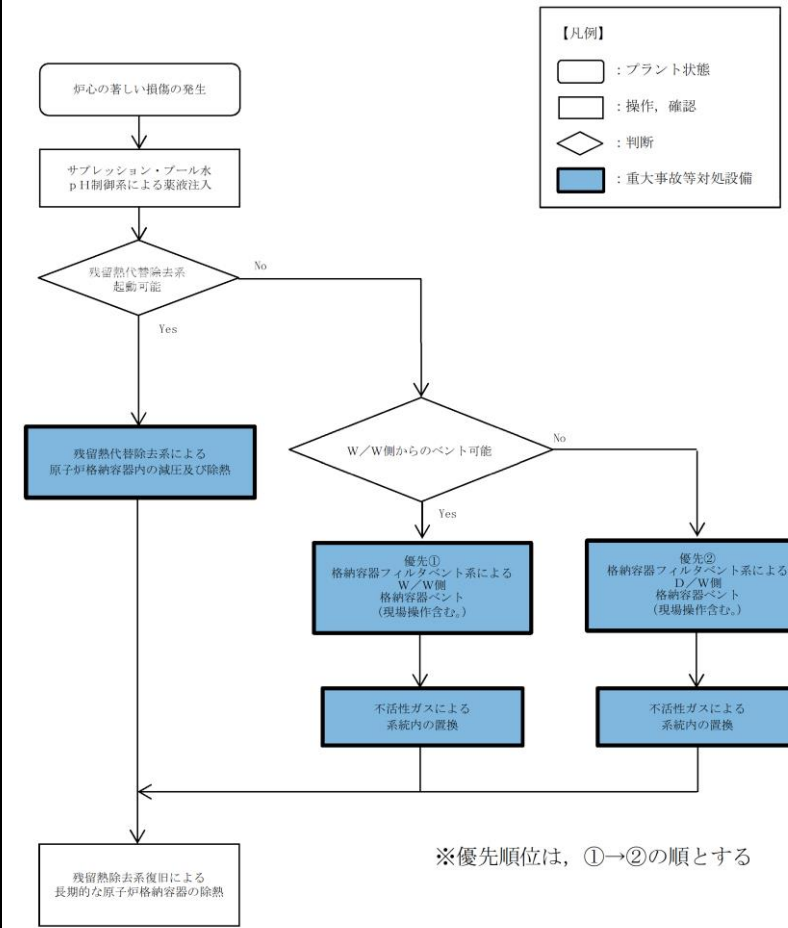 【凡例】
：プラント状態
：操作，確認
：判断
：重大事故等対処設備
炉心の著しい損傷の発生
サプレッション・プール水
ｐＨ制御系による薬液注入
残留熱代替除去系
起動可能
No
Yes
残留熱代替除去系による
原子炉格納容器内の減圧及び除熱
Ｗ／Ｗ側からのベント可能
No
Yes
優先①
格納容器フィルタベント系による
Ｗ／Ｗ側
格納容器ベント
(現場操作含む。)
優先②
格納容器フィルタベント系による
Ｄ／Ｗ側
格納容器ベント
(現場操作含む。)
不活性ガスによる
系統内の置換
不活性ガスによる
系統内の置換
残留熱除去系復旧による
長期的な原子炉格納容器の除熱
※優先順位は，①→②の順とする